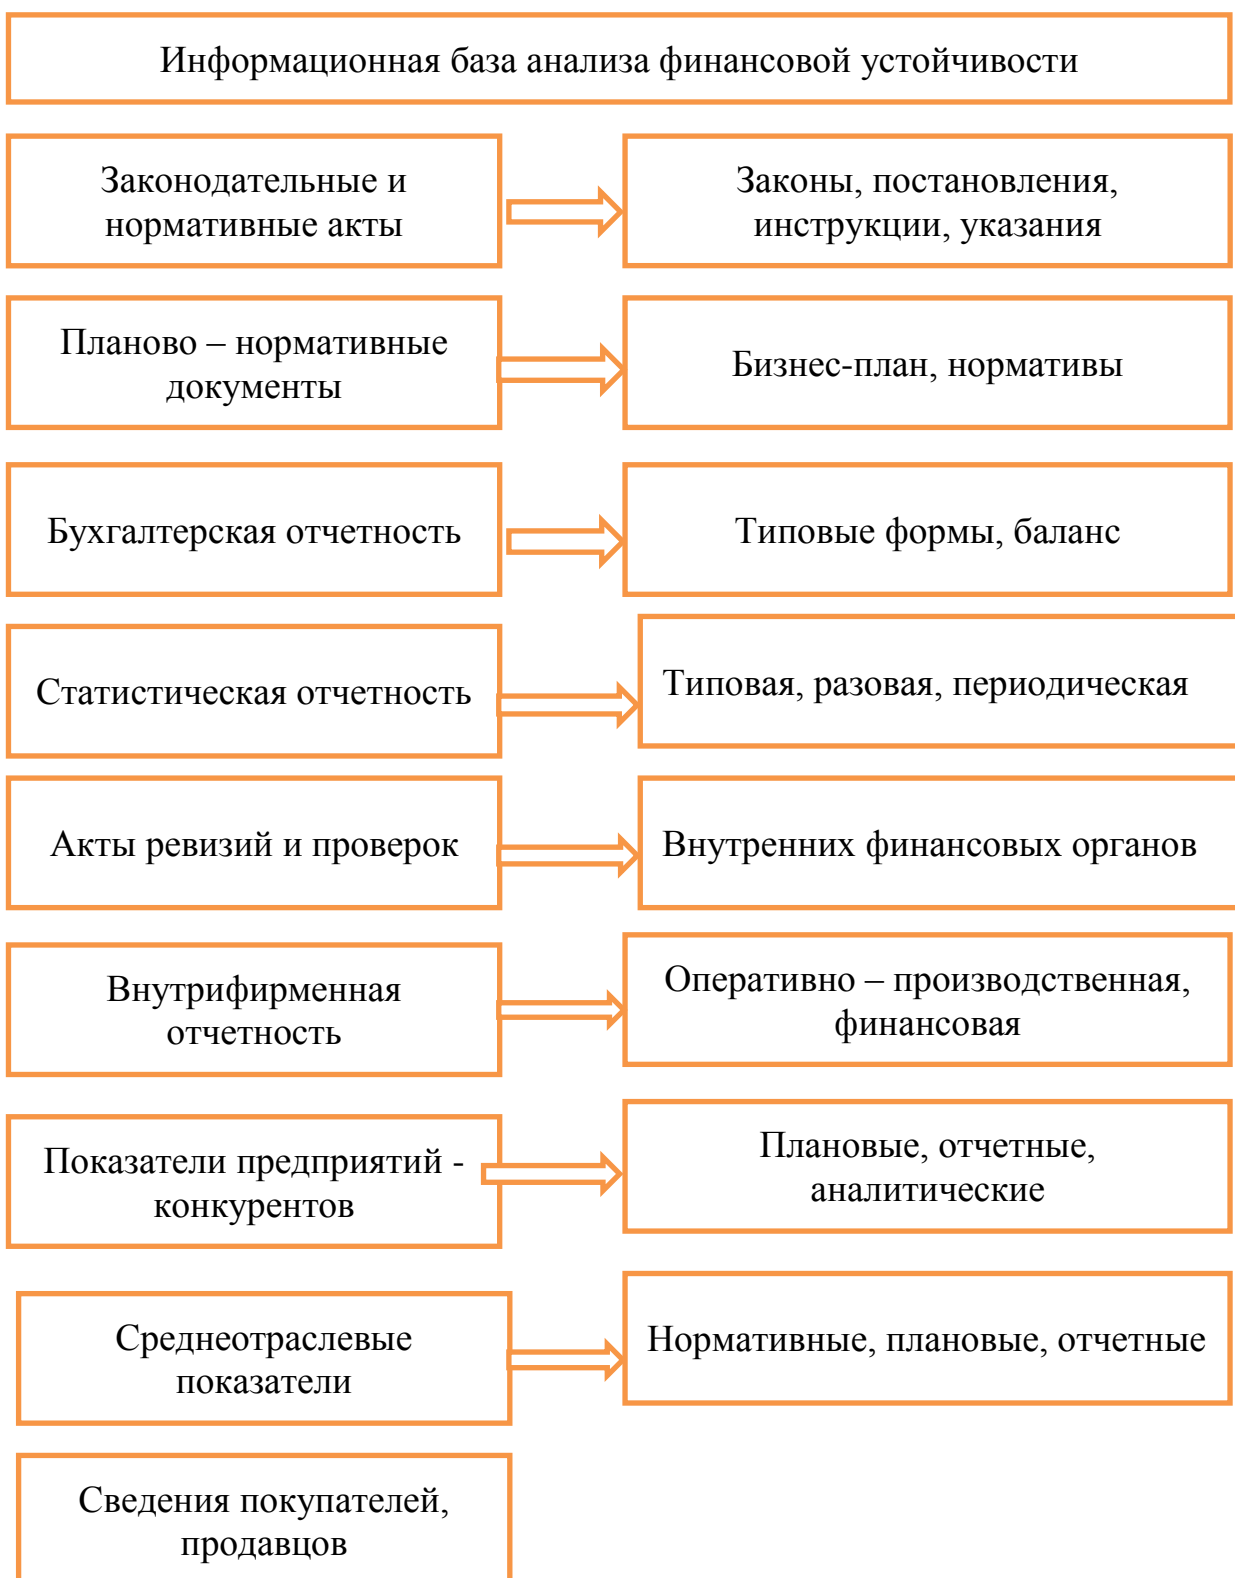 Информационная база анализа финансовой устойчивости
Законодательные и
нормативные акты
Законы, постановления,
инструкции, указания
Планово – нормативные
документы
Бизнес-план, нормативы
Бухгалтерская отчетность
Типовые формы, баланс
Статистическая отчетность
Типовая, разовая, периодическая
Акты ревизий и проверок
Внутренних финансовых органов
Внутрифирменная
отчетность
Оперативно – производственная,
финансовая
Показатели предприятий -
конкурентов
Плановые, отчетные,
аналитические
Среднеотраслевые
показатели
Нормативные, плановые, отчетные
Сведения покупателей,
продавцов